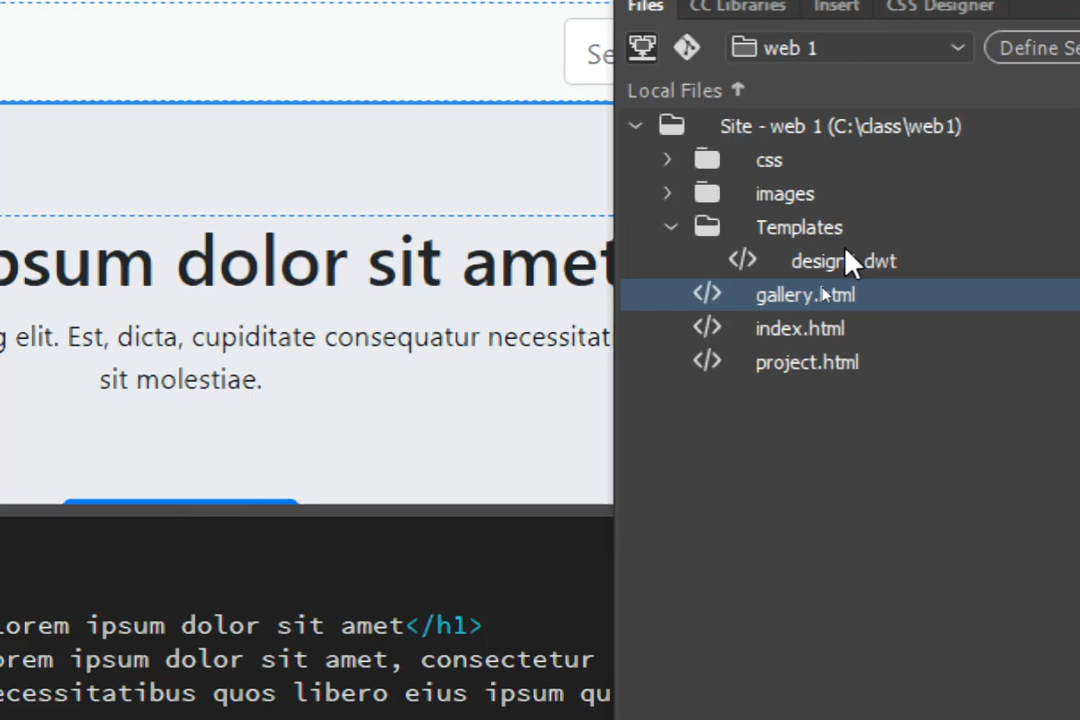 Files CC Libraries Insert CSS Designer
web 1 Define Se
Local Files
Site - web 1 (C:\class\web1)
css
images
Templates
.dwt
gallery.html
index.html
project.html
Se
psum dolor sit amet
g elit. Est, dicta, cupiditate consequatur necessitat
sit molestiae.
Lorem ipsum dolor sit amet</h1>
orem ipsum dolor sit amet, consectetur
ecessitatibus quos libero eius ipsum qu